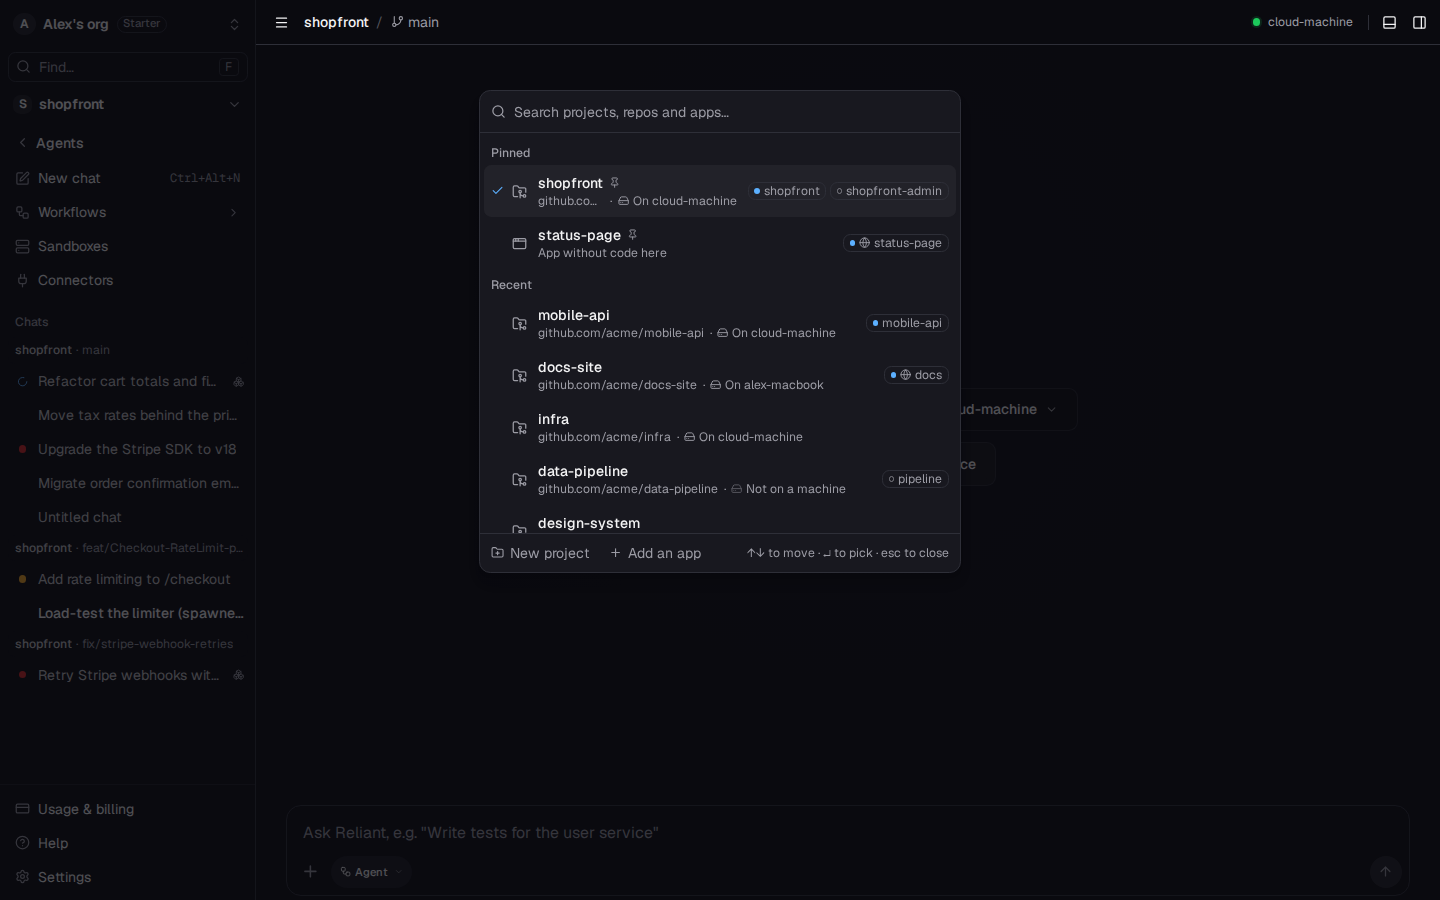 A Alex's org Starter
Find... F
S shopfront
Agents
New chat Ctrl+Alt+N
Workflows
Sandboxes
Connectors
Chats
shopfront · main
Refactor cart totals and fi...
Move tax rates behind the pri...
Upgrade the Stripe SDK to v18
Migrate order confirmation em...
Untitled chat
shopfront · feat/Checkout-RateLimit-p...
Add rate limiting to /checkout
Load-test the limiter (spawne...
shopfront · fix/stripe-webhook-retries
Retry Stripe webhooks wit...
Usage & billing
Help
Settings
shopfront / main
cloud-machine
Search projects, repos and apps...
Pinned
shopfront
github.co... · On cloud-machine
shopfront shopfront-admin
status-page
App without code here
status-page
Recent
mobile-api
github.com/acme/mobile-api · On cloud-machine
mobile-api
docs-site
github.com/acme/docs-site · On alex-macbook
docs
infra
github.com/acme/infra · On cloud-machine
data-pipeline
github.com/acme/data-pipeline · Not on a machine
pipeline
design-system
New project + Add an app ↑↓ to move · ↵ to pick · esc to close
ud-machine
ce
Ask Reliant, e.g. "Write tests for the user service"
Agent